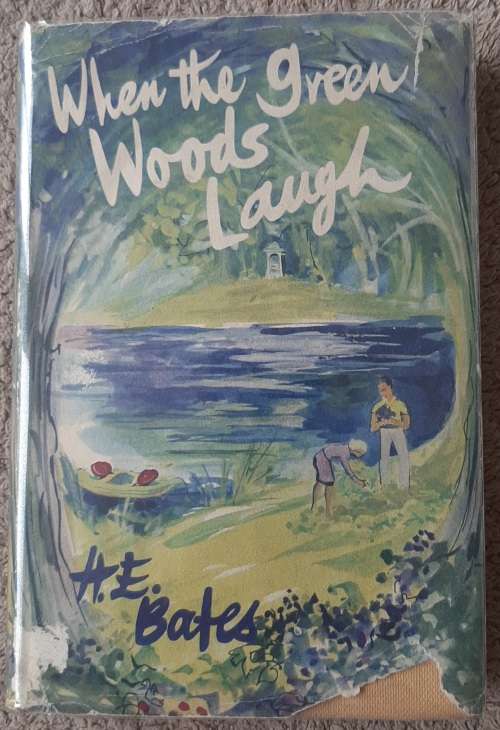 When the green
Woods
Laugh
H.E.
Bates